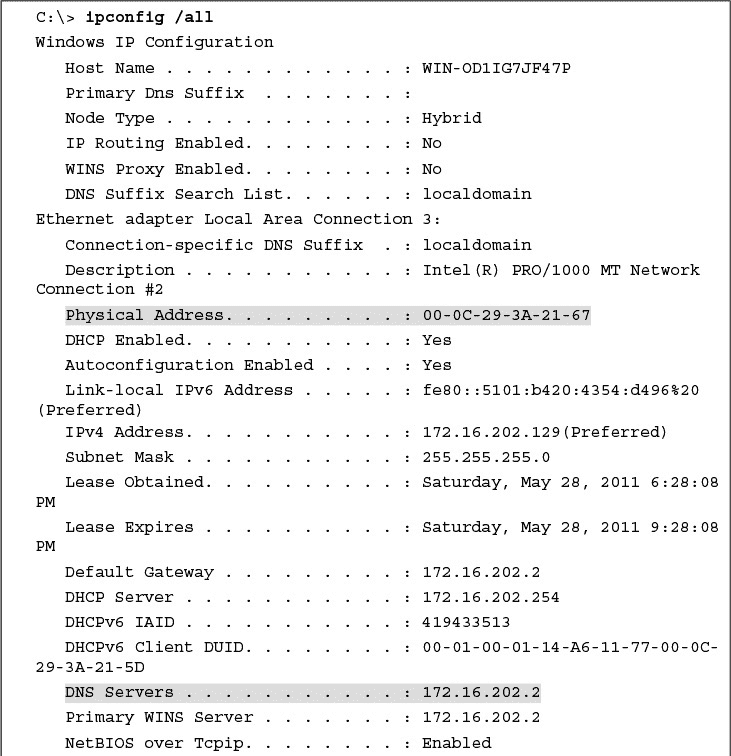 C:\> ipconfig /all
Windows IP Configuration
Host Name . . . . . . . . . . . . : WIN-OD1IG7JF47P
Primary Dns Suffix . . . . . . . :
Node Type . . . . . . . . . . . . : Hybrid
IP Routing Enabled. . . . . . . . : No
WINS Proxy Enabled. . . . . . . . : No
DNS Suffix Search List. . . . . . : localdomain
Ethernet adapter Local Area Connection 3:
Connection-specific DNS Suffix . : localdomain
Description . . . . . . . . . . . : Intel(R) PRO/1000 MT Network
Connection #2
Physical Address. . . . . . . . . : 00-0C-29-3A-21-67
DHCP Enabled. . . . . . . . . . . : Yes
Autoconfiguration Enabled . . . . : Yes
Link-local IPv6 Address . . . . . : fe80::5101:b420:4354:d496%20
(Preferred)
IPv4 Address. . . . . . . . . . . : 172.16.202.129(Preferred)
Subnet Mask . . . . . . . . . . . : 255.255.255.0
Lease Obtained. . . . . . . . . . : Saturday, May 28, 2011 6:28:08
PM
Lease Expires . . . . . . . . . . : Saturday, May 28, 2011 9:28:08
PM
Default Gateway . . . . . . . . . : 172.16.202.2
DHCP Server . . . . . . . . . . . : 172.16.202.254
DHCPv6 IAID . . . . . . . . . . . : 419433513
DHCPv6 Client DUID. . . . . . . . : 00-01-00-01-14-A6-11-77-00-0C-
29-3A-21-5D
DNS Servers . . . . . . . . . . . : 172.16.202.2
Primary WINS Server . . . . . . . : 172.16.202.2
NetBIOS over Tcpip. . . . . . . . : Enabled